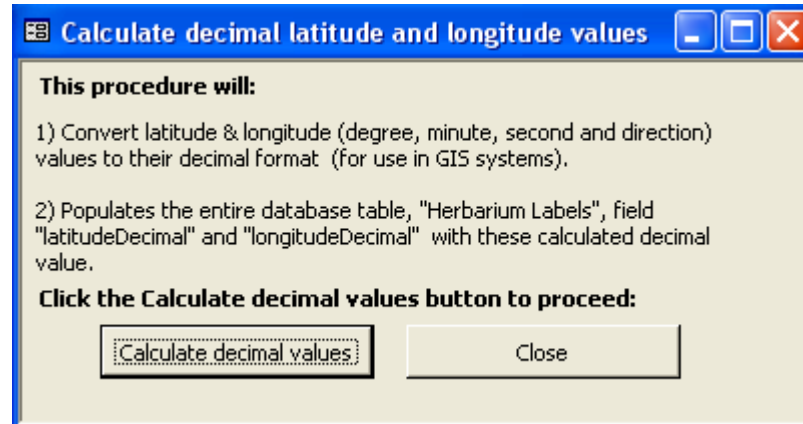 Calculate decimal latitude and longitude values
This procedure will:
1) Convert latitude & longitude (degree, minute, second and direction)
values to their decimal format (for use in GIS systems).
2) Populates the entire database table, "Herbarium Labels", field
"latitudeDecimal" and "longitudeDecimal" with these calculated decimal
value.
Click the Calculate decimal values button to proceed:
Calculate decimal values Close